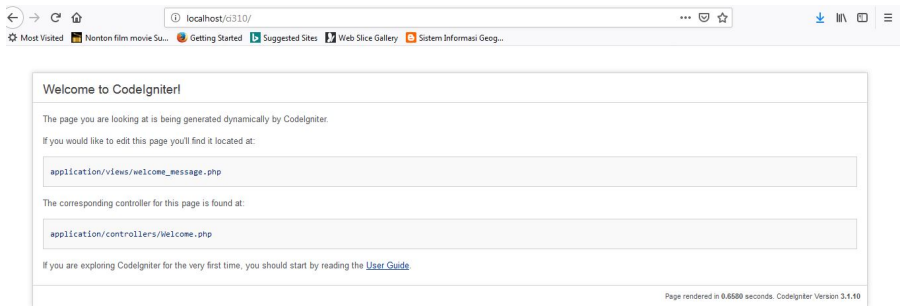 localhost/ci310/
Most Visited Nonton film movie Su... Getting Started Suggested Sites Web Slice Gallery Sistem Informasi Geog...
Welcome to CodeIgniter!
The page you are looking at is being generated dynamically by CodeIgniter.
If you would like to edit this page you'll find it located at:
application/views/welcome_message.php
The corresponding controller for this page is found at:
application/controllers/Welcome.php
If you are exploring CodeIgniter for the very first time, you should start by reading the User Guide.
Page rendered in 0.6580 seconds. CodeIgniter Version 3.1.10